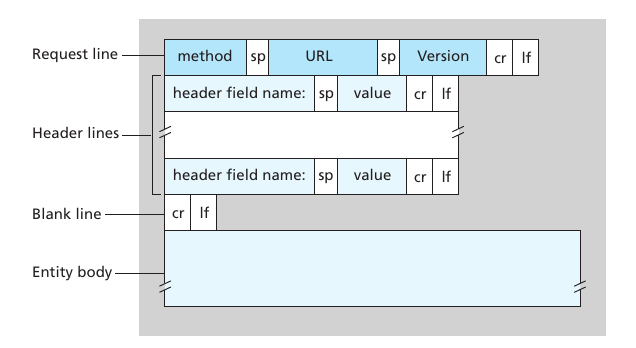 Request line method sp URL sp Version cr lf
header field name: sp value cr lf
Header lines
header field name: sp value cr lf
Blank line cr lf
Entity body